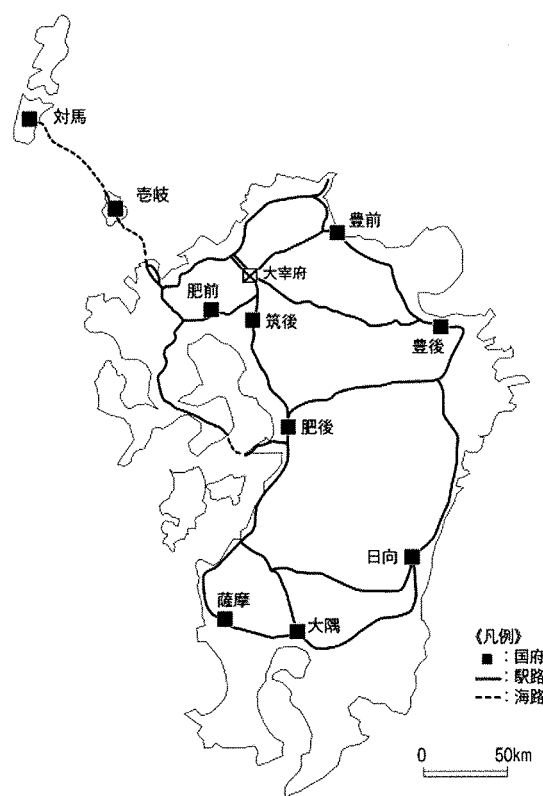 対馬
壱岐
豊前
大宰府
肥前
筑後
豊後
肥後
日向
薩摩
大隅
《凡例》
■：国府
：駅路
：海路
0 50km